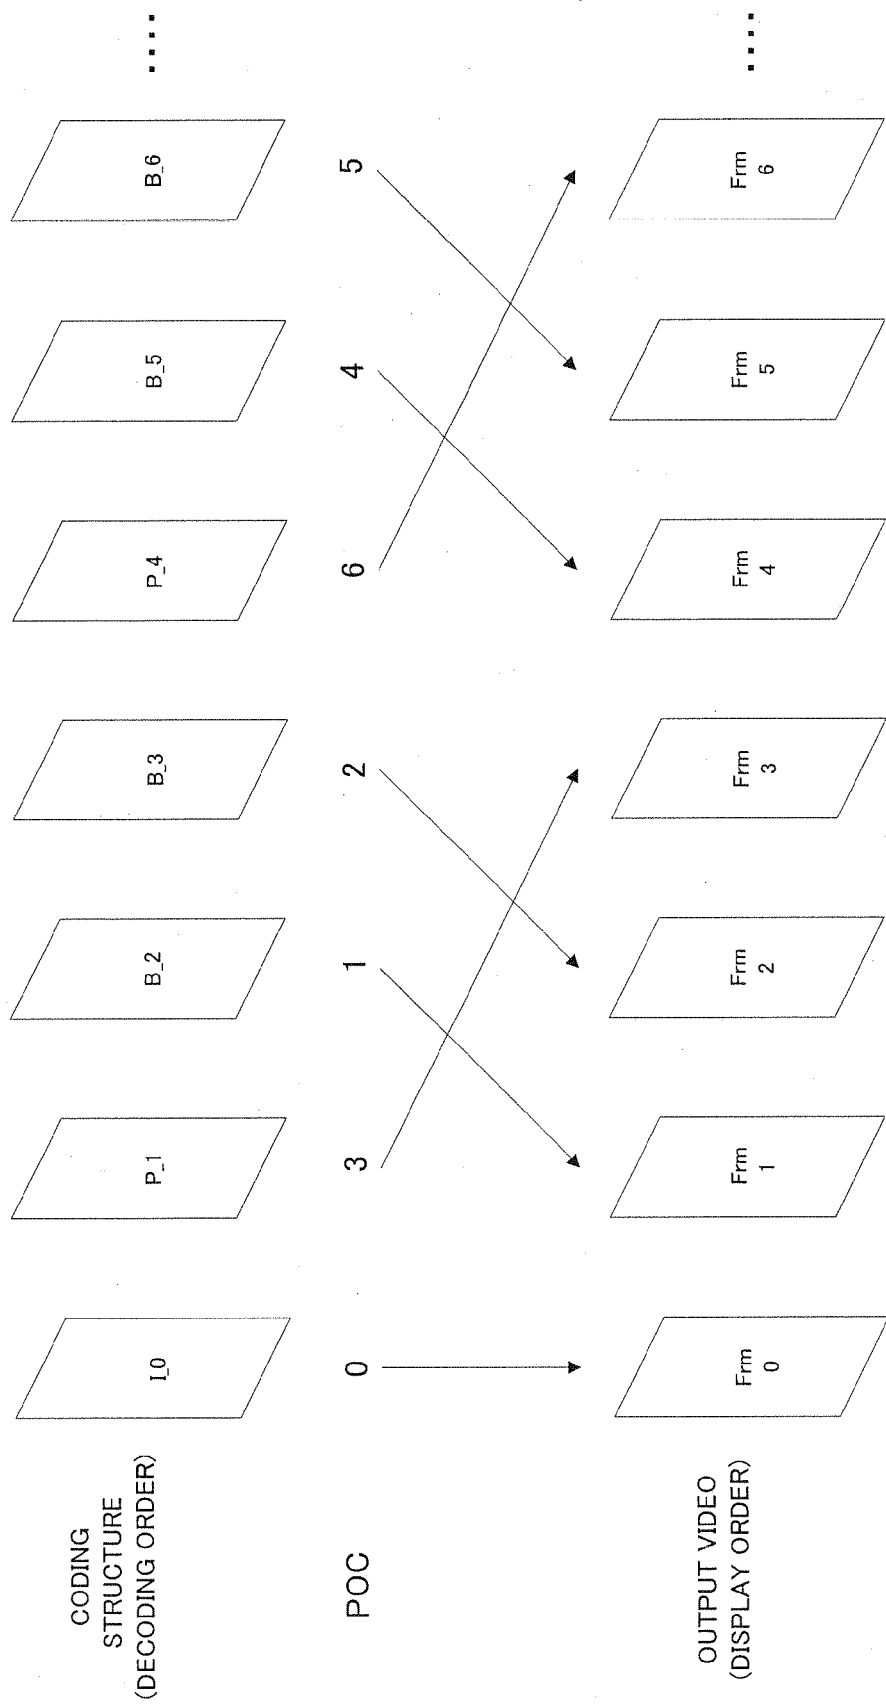 CODING
STRUCTURE
(DECODING ORDER)
I_0
P_1
B_2
B_3
P_4
B_5
B_6
....
POC
0
3
1
2
6
4
5
OUTPUT VIDEO
(DISPLAY ORDER)
Frm
0
Frm
1
Frm
2
Frm
3
Frm
4
Frm
5
Frm
6
....